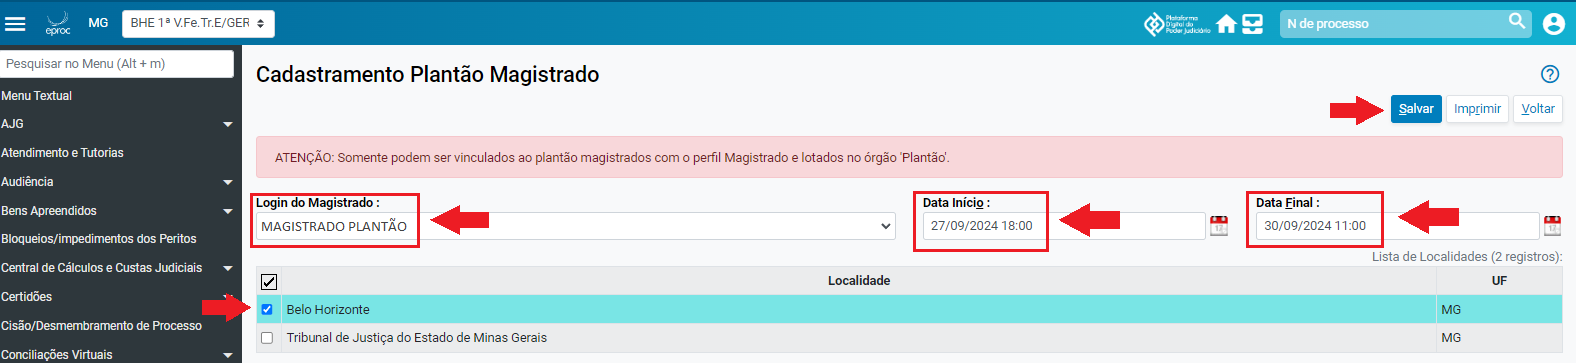 eproc
MG
BHE 1ª V.Fe.Tr.E/GER
Plataforma
Digital do
Poder Judiciário
N de processo
Pesquisar no Menu (Alt + m)
Menu Textual
AJG
Atendimento e Tutorias
Audiência
Bens Apreendidos
Bloqueios/impedimentos dos Peritos
Central de Cálculos e Custas Judiciais
Certidões
Cisão/Desmembramento de Processo
Conciliações Virtuais
Cadastramento Plantão Magistrado
Salvar
Imprimir
Voltar
ATENÇÃO: Somente podem ser vinculados ao plantão magistrados com o perfil Magistrado e lotados no órgão 'Plantão'.
Login do Magistrado :
MAGISTRADO PLANTÃO
Data Início :
27/09/2024 18:00
Data Final :
30/09/2024 11:00
Lista de Localidades (2 registros):
Localidade UF
Belo Horizonte MG
Tribunal de Justiça do Estado de Minas Gerais MG